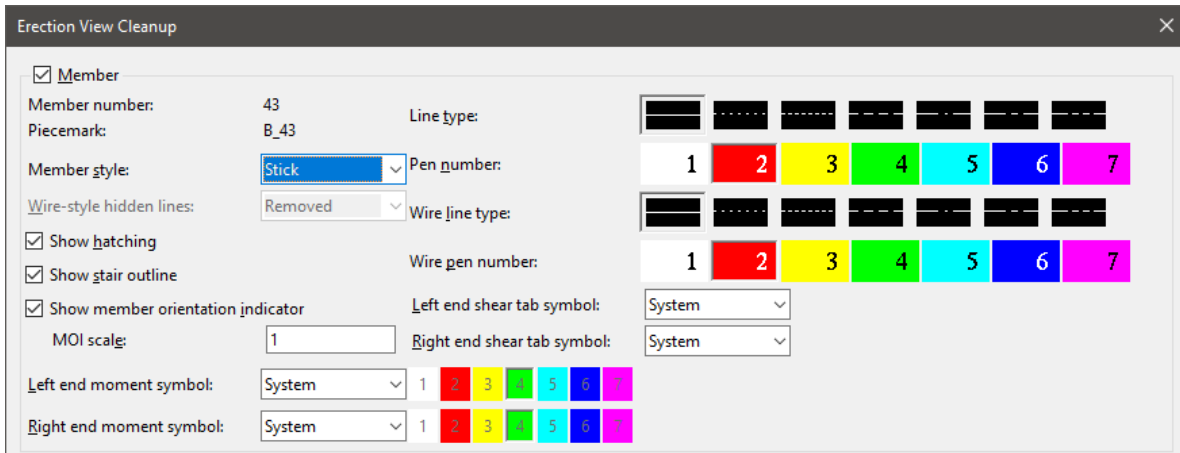 Erection View Cleanup
Member
Member number: 43
Piecemark: B_43
Member style: Stick
Wire-style hidden lines: Removed
Show hatching
Show stair outline
Show member orientation indicator
MOI scale: 1
Left end moment symbol: System 1 2 3 4 5 6 7
Right end moment symbol: System 1 2 3 4 5 6 7
Line type:
Pen number: 1 2 3 4 5 6 7
Wire line type:
Wire pen number: 1 2 3 4 5 6 7
Left end shear tab symbol: System
Right end shear tab symbol: System